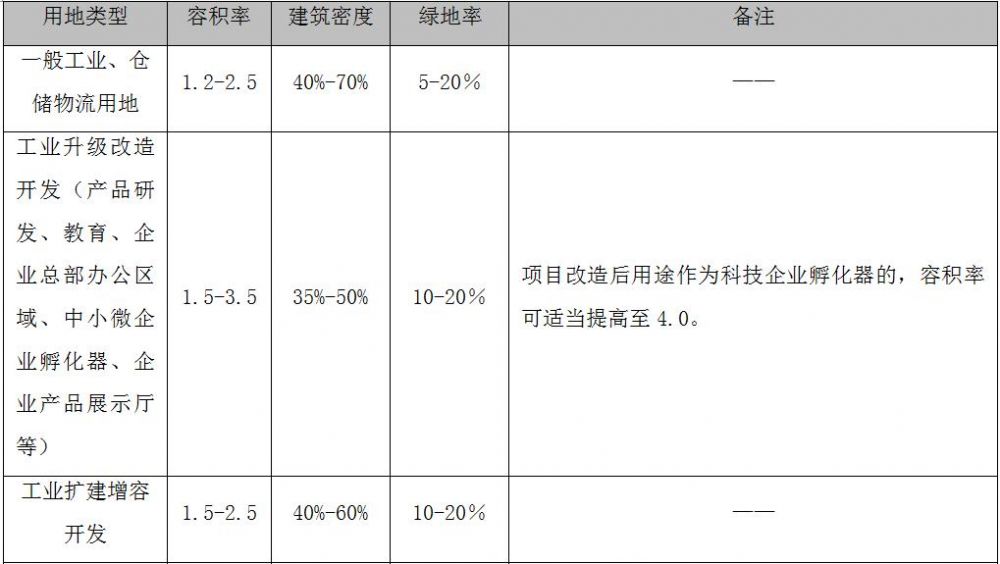 用地类型 容积率 建筑密度 绿地率 备注
一般工业、仓
储物流用地
1.2-2.5 40%-70% 5-20% ——
工业升级改造
开发（产品研
发、教育、企
业总部办公区
域、中小微企
业孵化器、企
业产品展示厅
等）
1.5-3.5 35%-50% 10-20%
项目改造后用途作为科技企业孵化器的，容积率
可适当提高至 4.0。
工业扩建增容
开发
1.5-2.5 40%-60% 10-20% ——